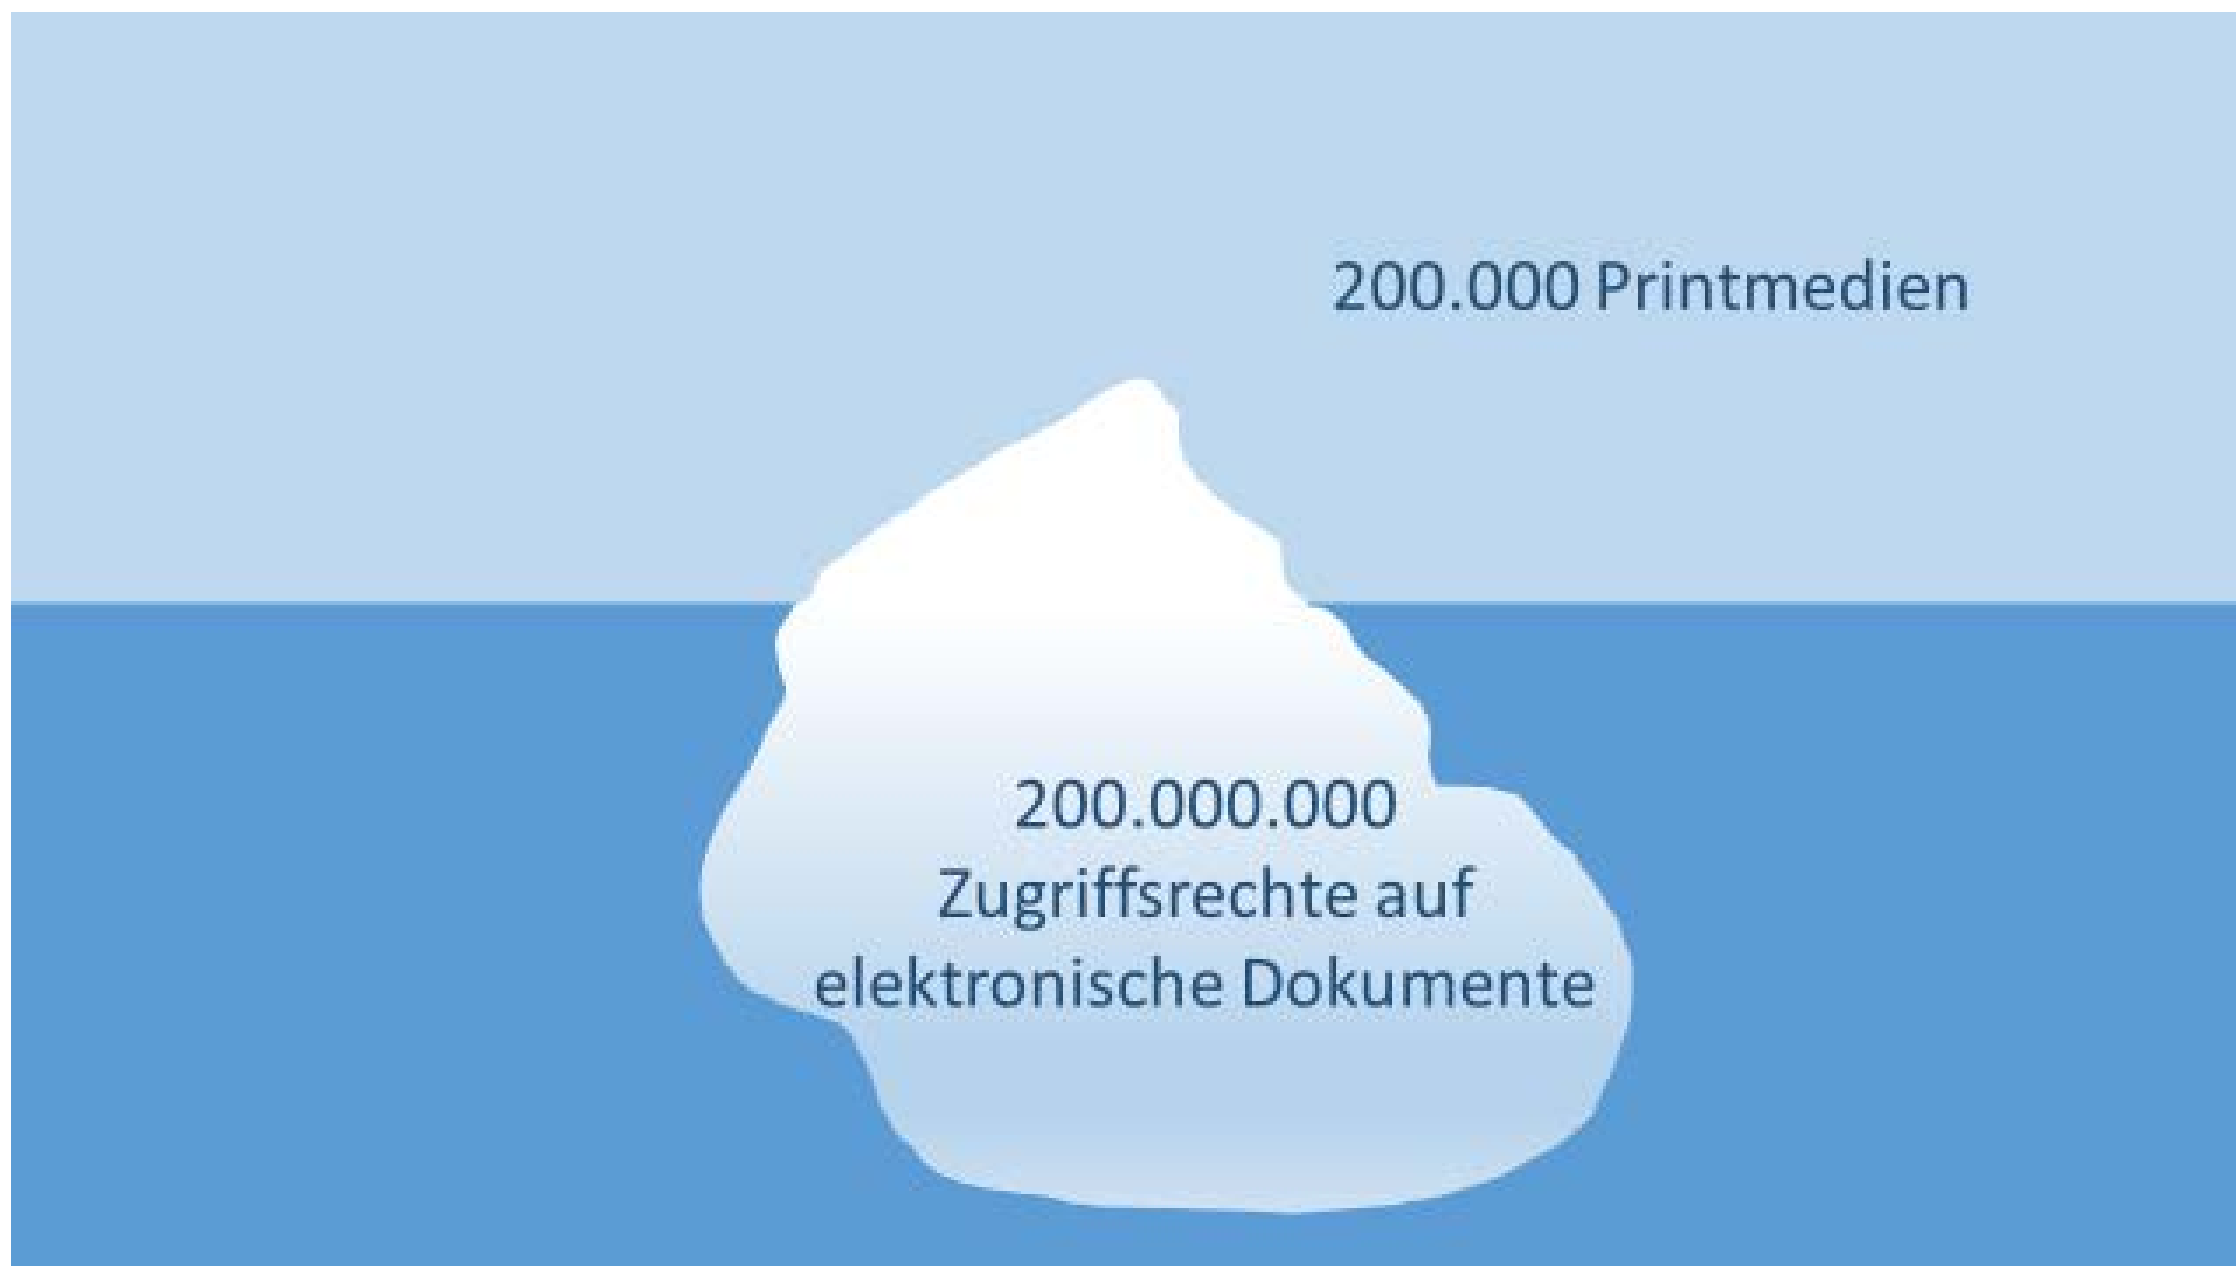 200.000 Printmedien
200.000.000
Zugriffsrechte auf
elektronische Dokumente